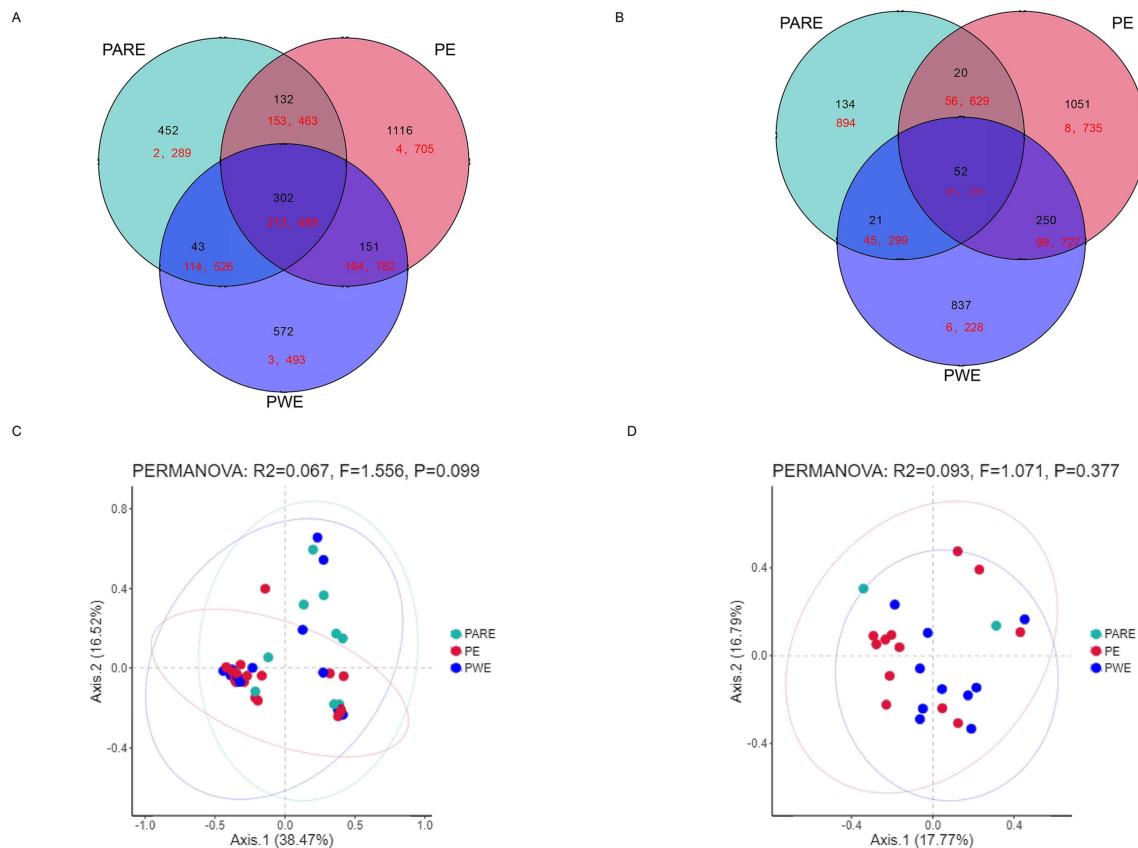 A
PARE
PE
132
153, 463
452
2, 289
1116
4, 705
302
43
114, 526
151
164, 782
572
3, 493
PWE
B
PARE
PE
20
56, 629
134
894
1051
8, 735
52
21
45, 299
250
99, 727
837
6, 228
PWE
C
PERMANOVA: R2=0.067, F=1.556, P=0.099
Axis.2 (16.52%)
0.8
0.4
0.0
-0.4
-1.0 -0.5 0.0 0.5 1.0
Axis.1 (38.47%)
PARE
PE
PWE
D
PERMANOVA: R2=0.093, F=1.071, P=0.377
Axis.2 (16.79%)
0.4
0.0
-0.4
-0.4 0.0 0.4
Axis.1 (17.77%)
PARE
PE
PWE